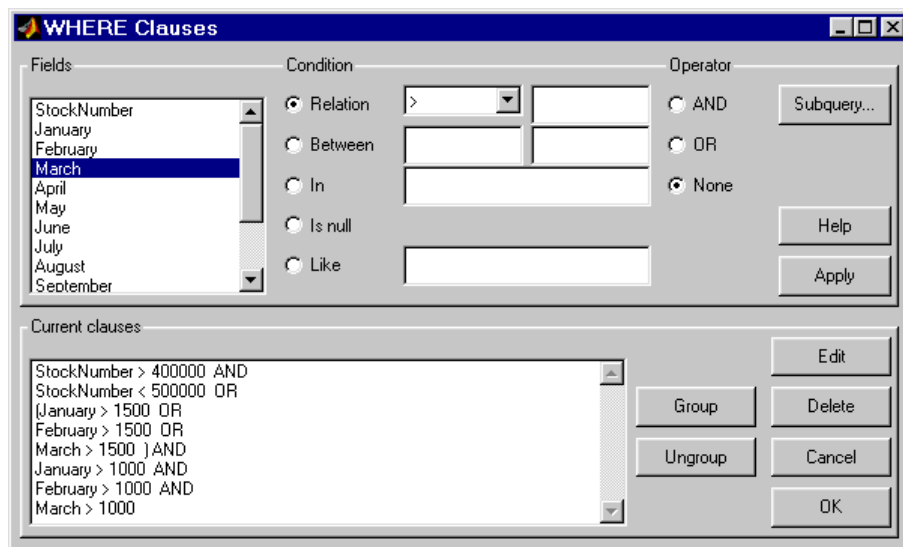 WHERE Clauses
Fields
StockNumber
January
February
March
April
May
June
July
August
September
Condition
Relation >
Between
In
Is null
Like
Operator
AND
OR
None
Subquery...
Help
Apply
Current clauses
StockNumber > 400000 AND
StockNumber < 500000 OR
(January > 1500 OR
February > 1500 OR
March > 1500 ) AND
January > 1000 AND
February > 1000 AND
March > 1000
Group
Ungroup
Edit
Delete
Cancel
OK